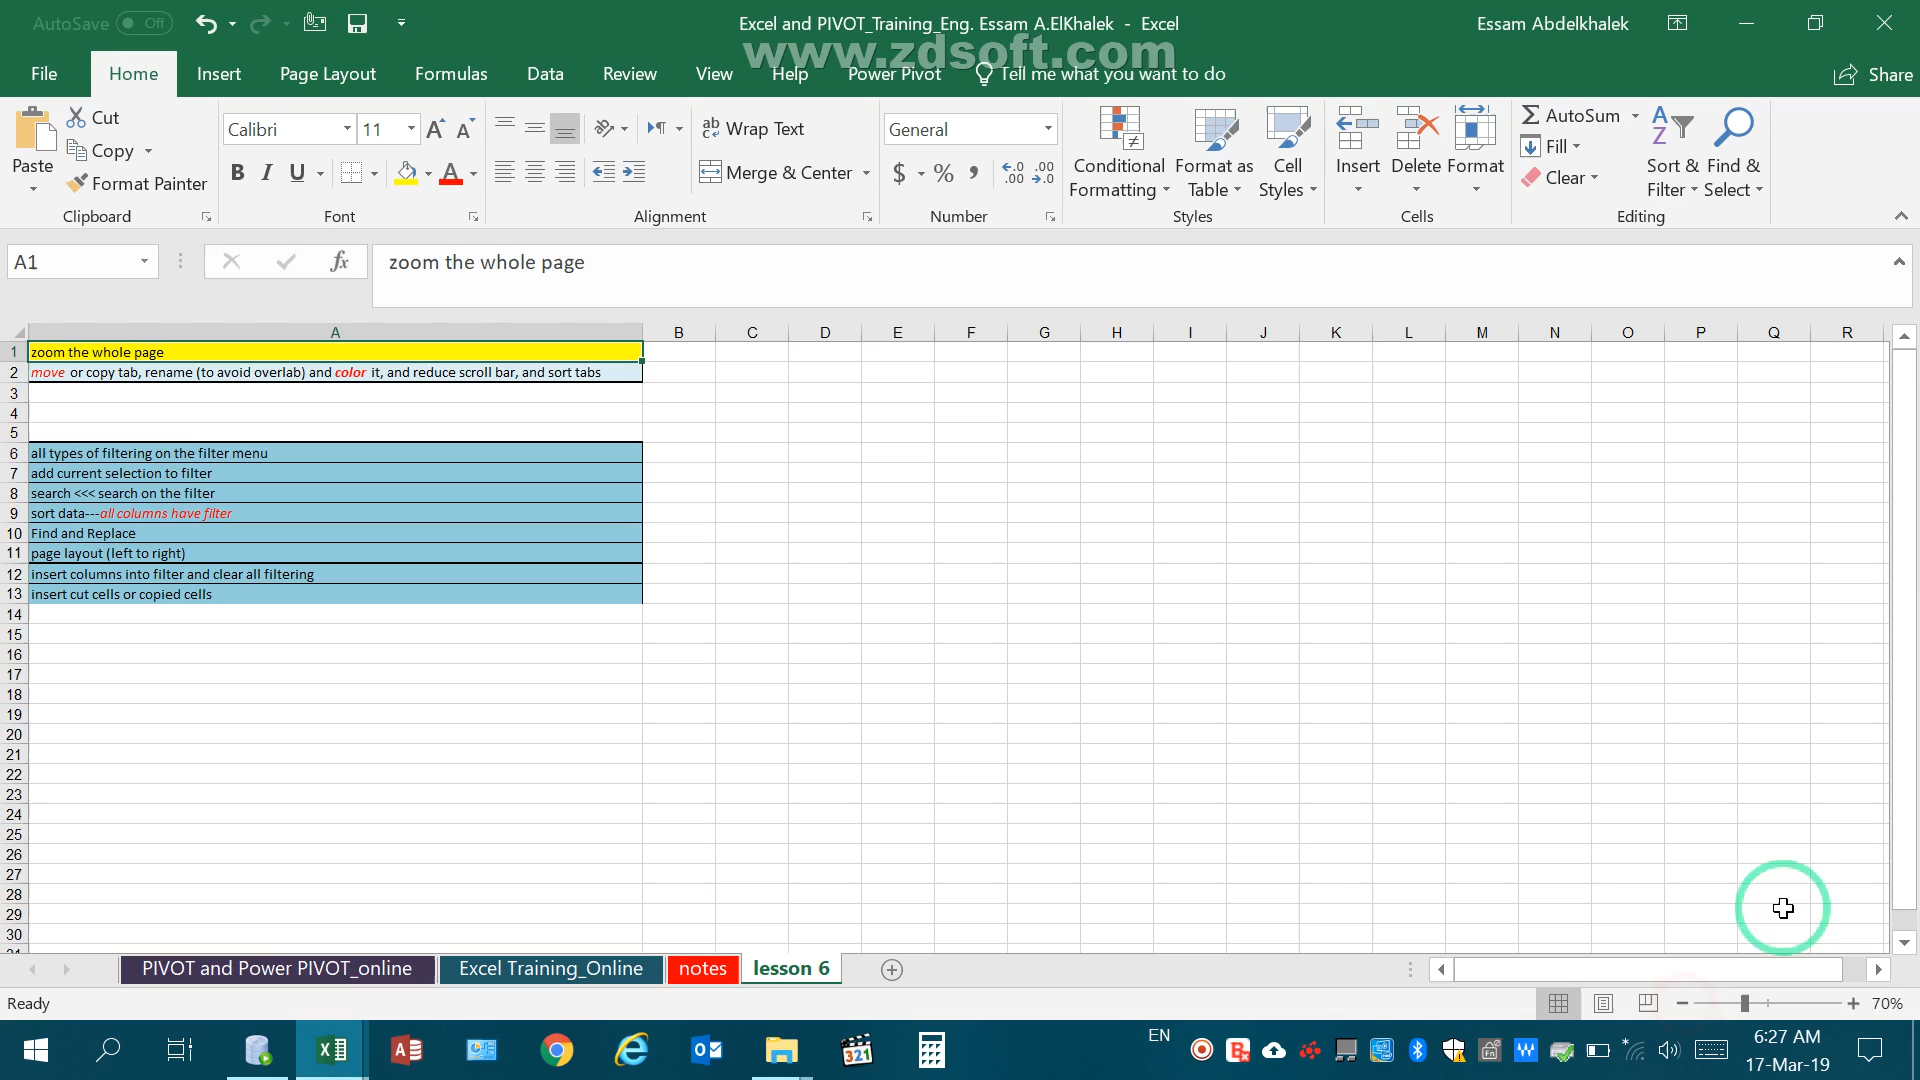 AutoSave Off
Excel and PIVOT_Training_Eng. Essam A.ElKhalek - Excel
Essam Abdelkhalek
www.zdsoft.com
File Home Insert Page Layout Formulas Data Review View Help Power Pivot Tell me what you want to do Share
Paste
Cut
Copy
Format Painter
Clipboard
Calibri 11
B I U A
Font
Wrap Text
Merge & Center
Alignment
General
$ % ,
Number
Conditional Formatting
Format as Table
Cell Styles
Styles
Insert Delete Format
Cells
AutoSum
Fill
Clear
Sort & Filter
Find & Select
Editing
A1 fx zoom the whole page
A B C D E F G H I J K L M N O P Q R
1 zoom the whole page
2 move or copy tab, rename (to avoid overlab) and color it, and reduce scroll bar, and sort tabs
3
4
5
6 all types of filtering on the filter menu
7 add current selection to filter
8 search <<< search on the filter
9 sort data---all columns have filter
10 Find and Replace
11 page layout (left to right)
12 insert columns into filter and clear all filtering
13 insert cut cells or copied cells
14
15
16
17
18
19
20
21
22
23
24
25
26
27
28
29
30
PIVOT and Power PIVOT_online Excel Training_Online notes lesson 6
Ready 70%
EN
6:27 AM
17-Mar-19